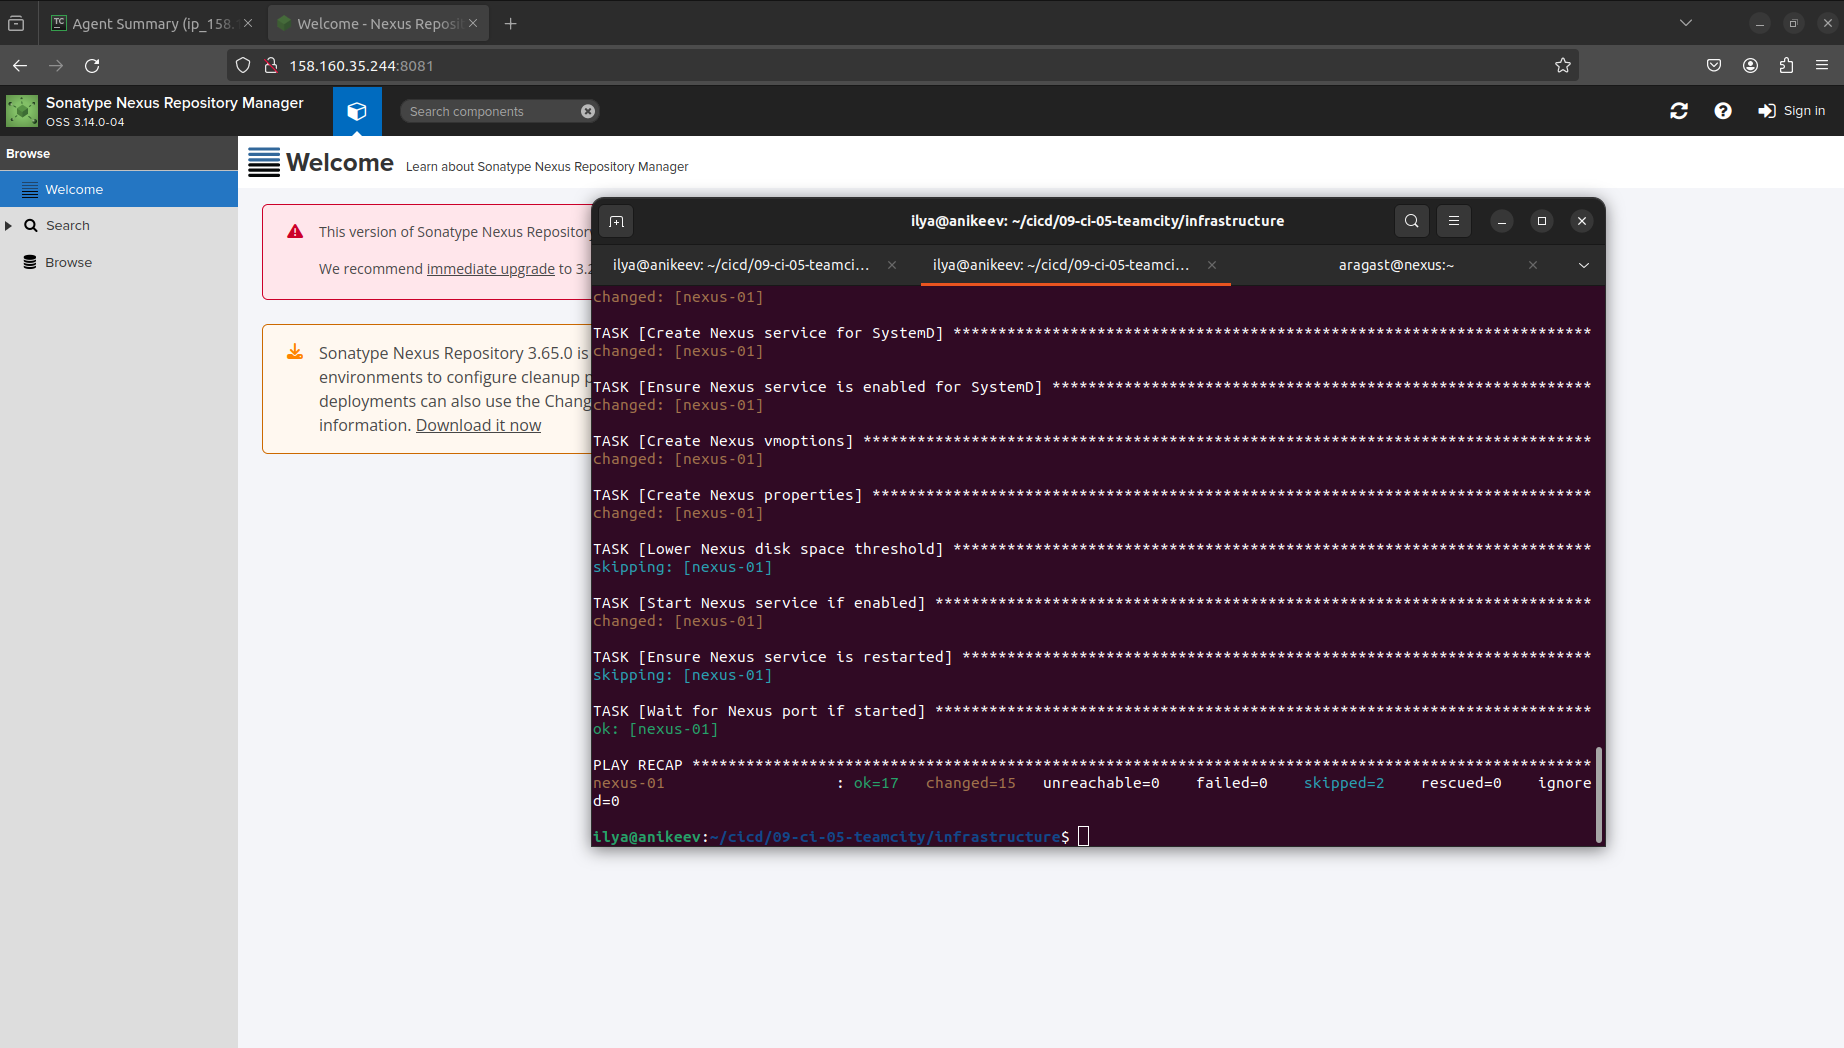 Agent Summary (ip_158.
Welcome - Nexus Reposit
158.160.35.244:8081
Sonatype Nexus Repository Manager
OSS 3.14.0-04
Search components
Sign in
Browse
Welcome
Search
Browse
Welcome Learn about Sonatype Nexus Repository Manager
This version of Sonatype Nexus Repository
We recommend immediate upgrade to 3.2
Sonatype Nexus Repository 3.65.0 is
environments to configure cleanup p
deployments can also use the Chang
information. Download it now
ilya@anikeev: ~/cicd/09-ci-05-teamcity/infrastructure
ilya@anikeev: ~/cicd/09-ci-05-teamci...
ilya@anikeev: ~/cicd/09-ci-05-teamci...
aragast@nexus:~
changed: [nexus-01]
TASK [Create Nexus service for SystemD] ***********************************************************************
changed: [nexus-01]
TASK [Ensure Nexus service is enabled for SystemD] ************************************************************
changed: [nexus-01]
TASK [Create Nexus vmoptions] *********************************************************************************
changed: [nexus-01]
TASK [Create Nexus properties] ********************************************************************************
changed: [nexus-01]
TASK [Lower Nexus disk space threshold] ***********************************************************************
skipping: [nexus-01]
TASK [Start Nexus service if enabled] *************************************************************************
changed: [nexus-01]
TASK [Ensure Nexus service is restarted] **********************************************************************
skipping: [nexus-01]
TASK [Wait for Nexus port if started] *************************************************************************
ok: [nexus-01]
PLAY RECAP ****************************************************************************************************
nexus-01                   : ok=17   changed=15   unreachable=0    failed=0    skipped=2    rescued=0    ignore
d=0
ilya@anikeev:~/cicd/09-ci-05-teamcity/infrastructure$